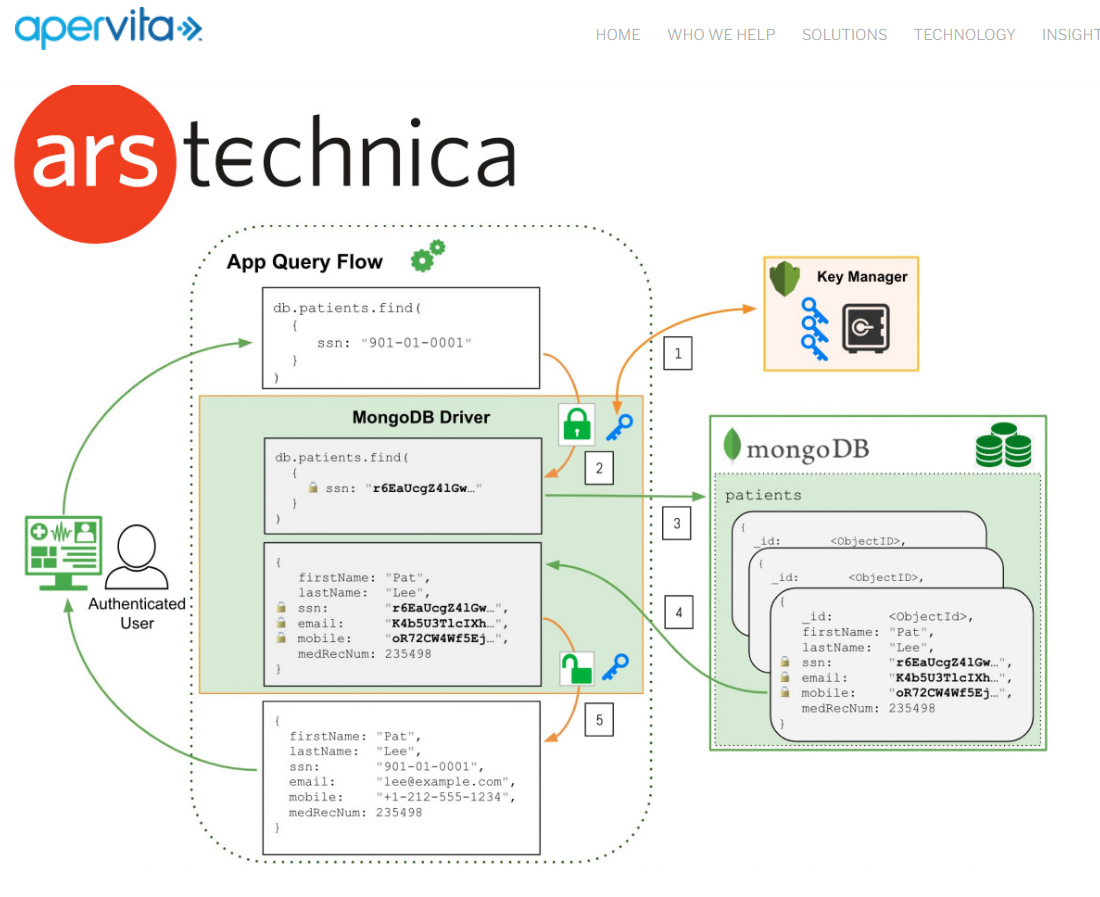 apervita
HOME WHO WE HELP SOLUTIONS TECHNOLOGY INSIGHT
ars technica
App Query Flow
db.patients.find(
{
ssn: "901-01-0001"
}
)
Key Manager
1
MongoDB Driver
db.patients.find(
{
ssn: "r6EaUcgZ4lGw…"
}
)
2
3
mongoDB
patients
{
_id: <ObjectID>,
{
_id: <ObjectID>,
{
_id: <ObjectId>,
firstName: "Pat",
lastName: "Lee",
ssn: "r6EaUcgZ4lGw…",
email: "K4b5U3TlcIXh…",
mobile: "oR72CW4Wf5Ej…",
medRecNum: 235498
}
4
{
firstName: "Pat",
lastName: "Lee",
ssn: "r6EaUcgZ4lGw…",
email: "K4b5U3TlcIXh…",
mobile: "oR72CW4Wf5Ej…",
medRecNum: 235498
}
Authenticated
User
5
{
firstName: "Pat",
lastName: "Lee",
ssn: "901-01-0001",
email: "lee@example.com",
mobile: "+1-212-555-1234",
medRecNum: 235498
}